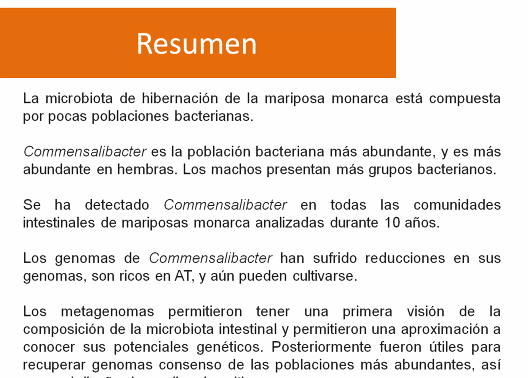 Resumen
La microbiota de hibernación de la mariposa monarca está compuesta
por pocas poblaciones bacterianas.
Commensalibacter es la población bacteriana más abundante, y es más
abundante en hembras. Los machos presentan más grupos bacterianos.
Se ha detectado Commensalibacter en todas las comunidades
intestinales de mariposas monarca analizadas durante 10 años.
Los genomas de Commensalibacter han sufrido reducciones en sus
genomas, son ricos en AT, y aún pueden cultivarse.
Los metagenomas permitieron tener una primera visión de la
composición de la microbiota intestinal y permitieron una aproximación a
conocer sus potenciales genéticos. Posteriormente fueron útiles para
recuperar genomas consenso de las poblaciones más abundantes, así